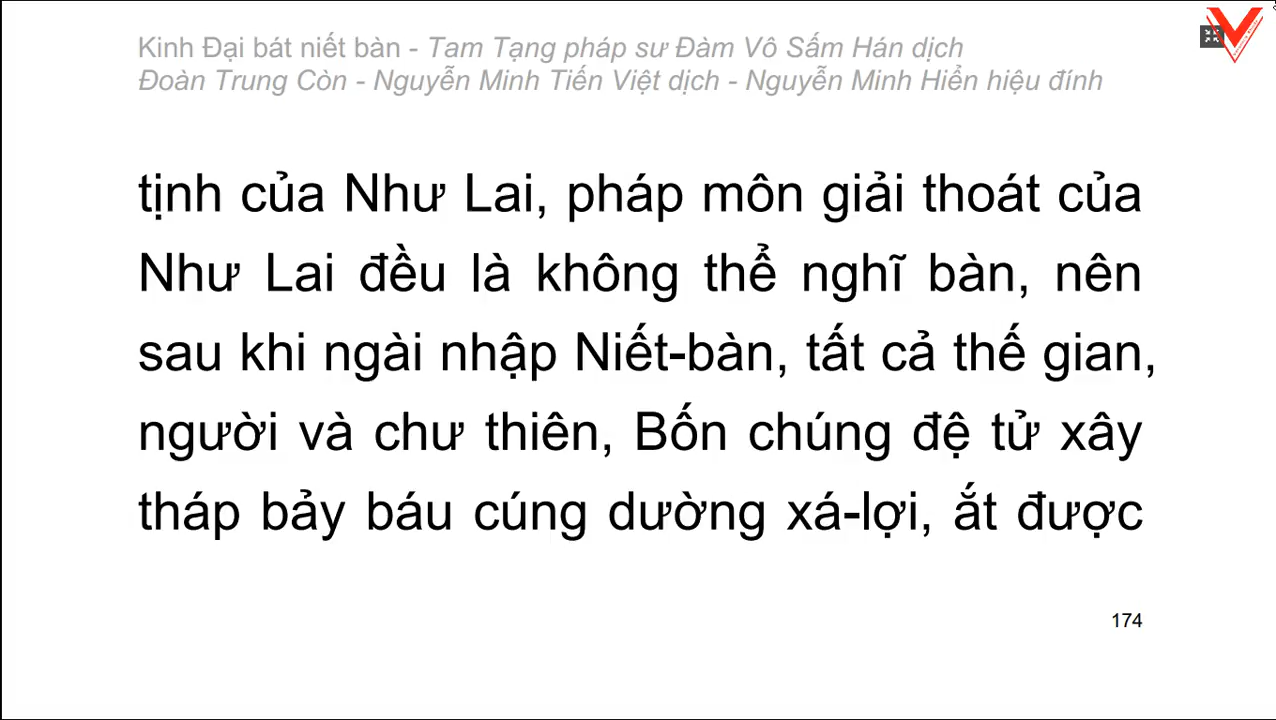 Kinh Đại bát niết bàn - Tam Tạng pháp sư Đàm Vô Sấm Hán dịch
Đoàn Trung Còn - Nguyễn Minh Tiến Việt dịch - Nguyễn Minh Hiển hiệu đính
tịnh của Như Lai, pháp môn giải thoát của
Như Lai đều là không thể nghĩ bàn, nên
sau khi ngài nhập Niết-bàn, tất cả thế gian,
người và chư thiên, Bốn chúng đệ tử xây
tháp bảy báu cúng dường xá-lợi, ắt được
174